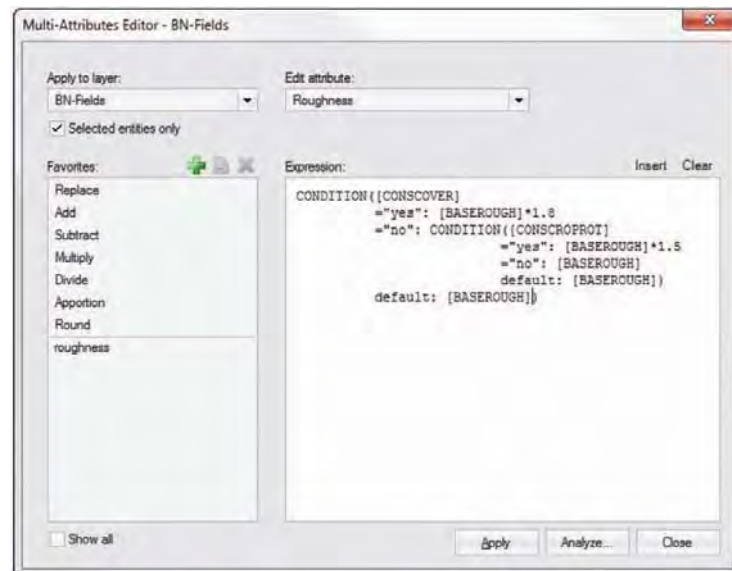 Multi-Attributes Editor - BN-Fields
Apply to layer:
BN-Fields
Selected entities only
Edit attribute:
Roughness
Favorites:
Replace
Add
Subtract
Multiply
Divide
Apportion
Round
roughness
Show all
Expression:
Insert Clear
CONDITION([CONSCOVER]
="yes": [BASEROUGH]*1.8
="no": CONDITION([CONSCROPROT]
="yes": [BASEROUGH]*1.5
="no": [BASEROUGH]
default: [BASEROUGH])
default: [BASEROUGH])
Apply Analyze... Close